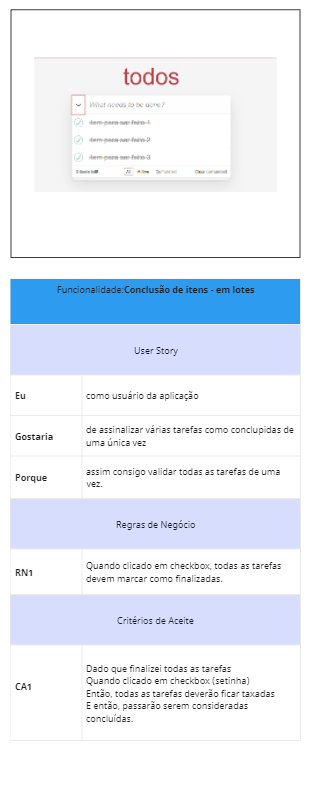 todos
What needs to be done?
item para ser feito 1
item para ser feito 2
item para ser feito 3
0 items left
All Active Completed Clear completed
Funcionalidade:Conclusão de itens - em lotes
User Story
Eu como usuário da aplicação
Gostaria de assinalizar várias tarefas como conclupidas de
uma única vez
Porque assim consigo validar todas as tarefas de uma
vez.
Regras de Negócio
RN1 Quando clicado em checkbox, todas as tarefas
devem marcar como finalizadas.
Critérios de Aceite
CA1 Dado que finalizei todas as tarefas
Quando clicado em checkbox (setinha)
Então, todas as tarefas deverão ficar taxadas
E então, passarão serem consideradas
concluídas.